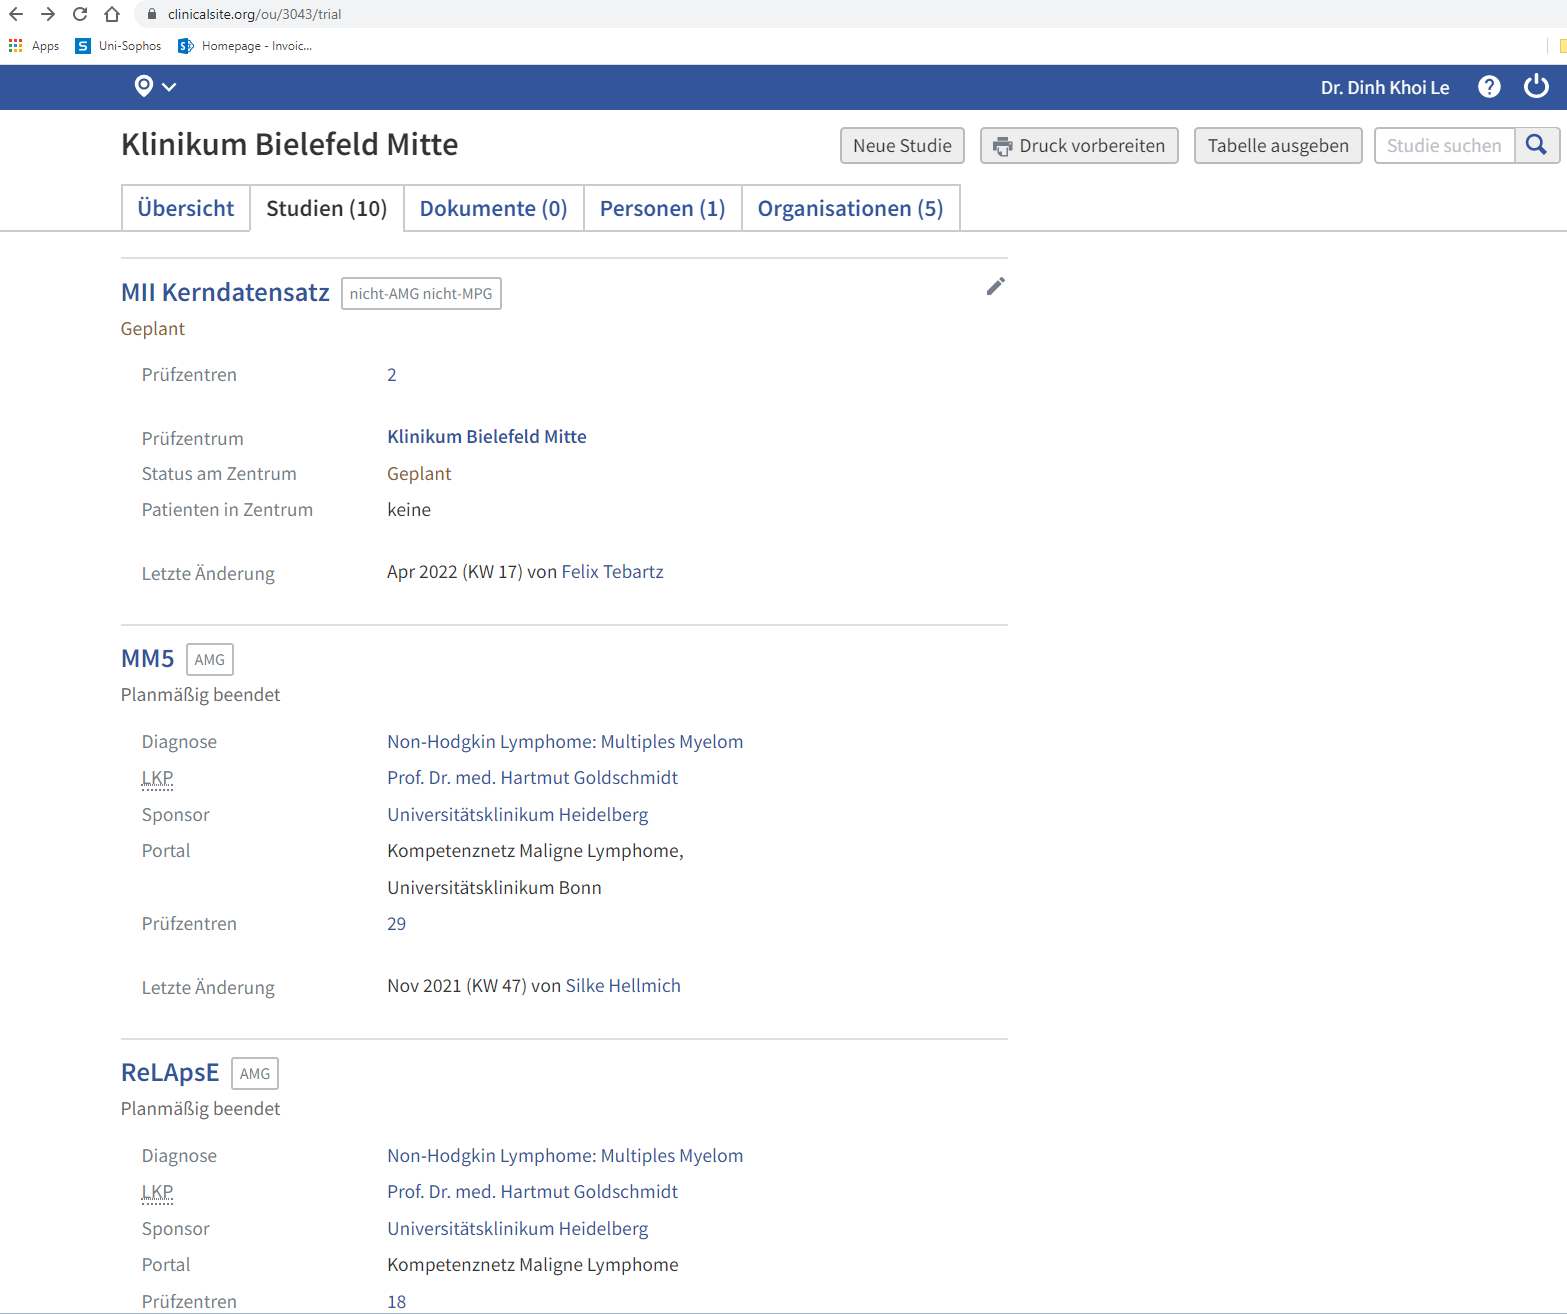 clinicalsite.org/ou/3043/trial
Apps Uni-Sophos Homepage - Invoic...
Dr. Dinh Khoi Le
Klinikum Bielefeld Mitte
Neue Studie Druck vorbereiten Tabelle ausgeben Studie suchen
Übersicht Studien (10) Dokumente (0) Personen (1) Organisationen (5)
MII Kerndatensatz nicht-AMG nicht-MPG
Geplant
Prüfzentren 2
Prüfzentrum Klinikum Bielefeld Mitte
Status am Zentrum Geplant
Patienten in Zentrum keine
Letzte Änderung Apr 2022 (KW 17) von Felix Tebartz
MM5 AMG
Planmäßig beendet
Diagnose Non-Hodgkin Lymphome: Multiples Myelom
LKP Prof. Dr. med. Hartmut Goldschmidt
Sponsor Universitätsklinikum Heidelberg
Portal Kompetenznetz Maligne Lymphome,
Universitätsklinikum Bonn
Prüfzentren 29
Letzte Änderung Nov 2021 (KW 47) von Silke Hellmich
ReLApsE AMG
Planmäßig beendet
Diagnose Non-Hodgkin Lymphome: Multiples Myelom
LKP Prof. Dr. med. Hartmut Goldschmidt
Sponsor Universitätsklinikum Heidelberg
Portal Kompetenznetz Maligne Lymphome
Prüfzentren 18